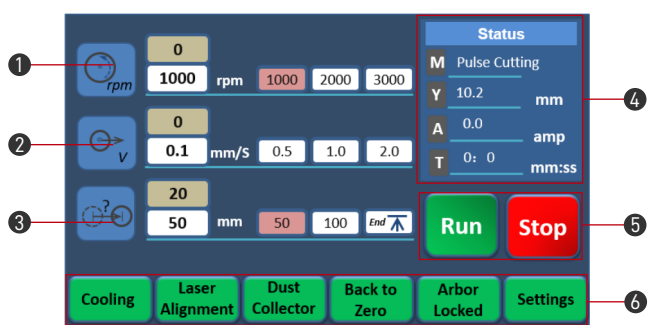 Status
0
M Pulse Cutting
1
rpm
1000 rpm 1000 2000 3000
Y 10.2 mm
4
0
A 0.0 amp
2
V
0.1 mm/S 0.5 1.0 2.0
T 0: 0 mm:ss
20
?
3
50 mm 50 100 End
Run Stop
5
Cooling
Laser
Alignment
Dust
Collector
Back to
Zero
Arbor
Locked
Settings
6